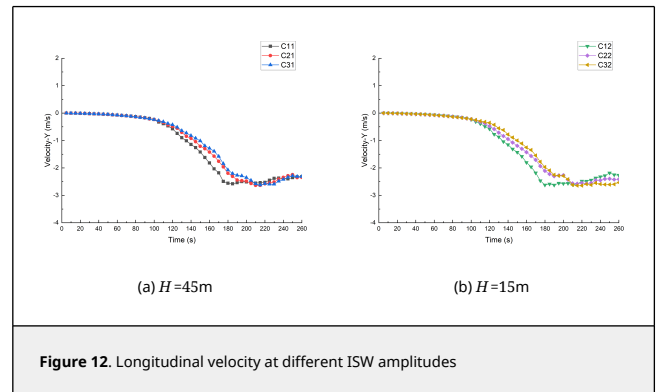 C11
C21
C31
2
1
0
-1
-2
-3
-4
Velocity-Y (m/s)
0 20 40 60 80 100 120 140 160 180 200 220 240 260
Time (s)
(a) H=45m
C12
C22
C32
2
1
0
-1
-2
-3
-4
Velocity-Y (m/s)
0 20 40 60 80 100 120 140 160 180 200 220 240 260
Time (s)
(b) H=15m
Figure 12. Longitudinal velocity at different ISW amplitudes